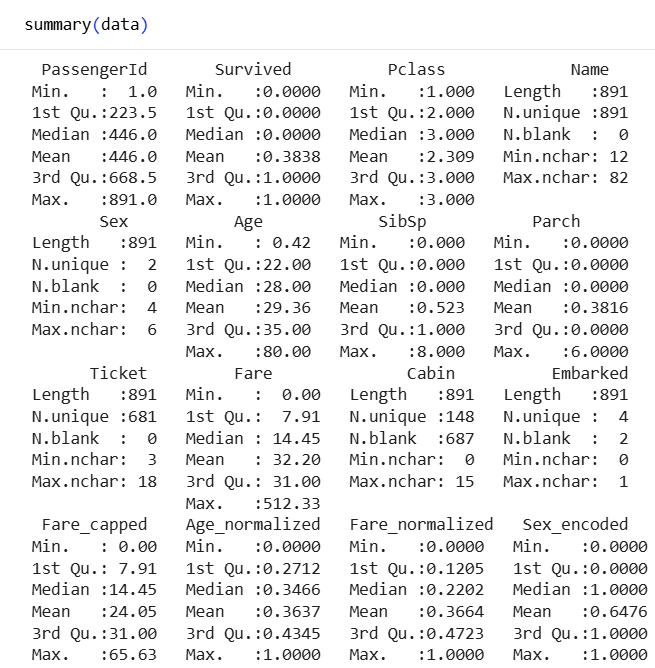 summary(data)
PassengerId Survived Pclass Name
Min. : 1.0 Min. :0.0000 Min. :1.000 Length :891
1st Qu.:223.5 1st Qu.:0.0000 1st Qu.:2.000 N.unique :891
Median :446.0 Median :0.0000 Median :3.000 N.blank : 0
Mean :446.0 Mean :0.3838 Mean :2.309 Min.nchar: 12
3rd Qu.:668.5 3rd Qu.:1.0000 3rd Qu.:3.000 Max.nchar: 82
Max. :891.0 Max. :1.0000 Max. :3.000
Sex Age SibSp Parch
Length :891 Min. : 0.42 Min. :0.000 Min. :0.0000
N.unique : 2 1st Qu.:22.00 1st Qu.:0.000 1st Qu.:0.0000
N.blank : 0 Median :28.00 Median :0.000 Median :0.0000
Min.nchar: 4 Mean :29.36 Mean :0.523 Mean :0.3816
Max.nchar: 6 3rd Qu.:35.00 3rd Qu.:1.000 3rd Qu.:0.0000
Max. :80.00 Max. :8.000 Max. :6.0000
Ticket Fare Cabin Embarked
Length :891 Min. : 0.00 Length :891 Length :891
N.unique :681 1st Qu.: 7.91 N.unique :148 N.unique : 4
N.blank : 0 Median : 14.45 N.blank :687 N.blank : 2
Min.nchar: 3 Mean : 32.20 Min.nchar: 0 Min.nchar: 0
Max.nchar: 18 3rd Qu.: 31.00 Max.nchar: 15 Max.nchar: 1
Max. :512.33
Fare_capped Age_normalized Fare_normalized Sex_encoded
Min. : 0.00 Min. :0.0000 Min. :0.0000 Min. :0.0000
1st Qu.: 7.91 1st Qu.:0.2712 1st Qu.:0.1205 1st Qu.:0.0000
Median :14.45 Median :0.3466 Median :0.2202 Median :1.0000
Mean :24.05 Mean :0.3637 Mean :0.3664 Mean :0.6476
3rd Qu.:31.00 3rd Qu.:0.4345 3rd Qu.:0.4723 3rd Qu.:1.0000
Max. :65.63 Max. :1.0000 Max. :1.0000 Max. :1.0000